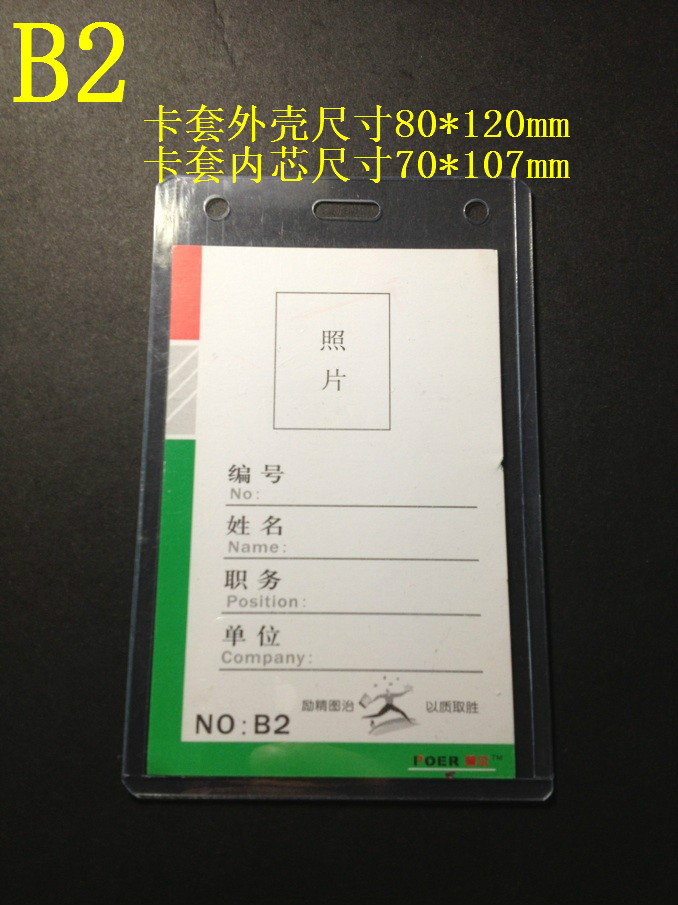 B2
卡套外壳尺寸80*120mm
卡套内芯尺寸70*107mm
照
片
编号
No:
姓名
Name:
职务
Position:
单位
Company:
励精图治
以质取胜
NO:B2
POER